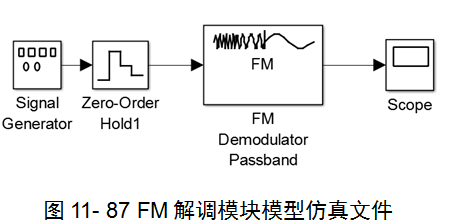 FM
Signal
Generator
Zero-Order
Hold1
FM
Demodulator
Passband
Scope
图 11- 87 FM 解调模块模型仿真文件